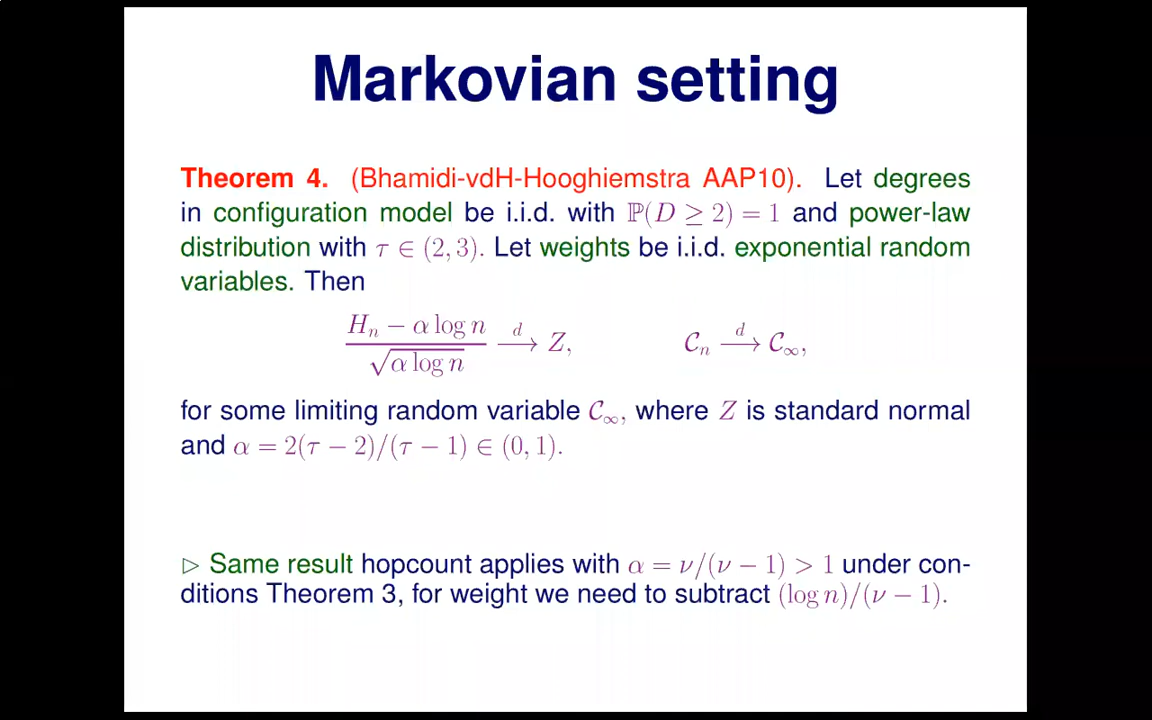 Markovian setting
Theorem 4. (Bhamidi-vdH-Hooghiemstra AAP10). Let degrees
in configuration model be i.i.d. with ℙ(D ≥ 2) = 1 and power-law
distribution with τ ∈ (2, 3). Let weights be i.i.d. exponential random
variables. Then
(H_n − α log n)/√(α log n) →^d Z, 𝒞_n →^d 𝒞_∞,
for some limiting random variable 𝒞_∞, where Z is standard normal
and α = 2(τ − 2)/(τ − 1) ∈ (0, 1).
▷ Same result hopcount applies with α = ν/(ν − 1) > 1 under con-
ditions Theorem 3, for weight we need to subtract (log n)/(ν − 1).